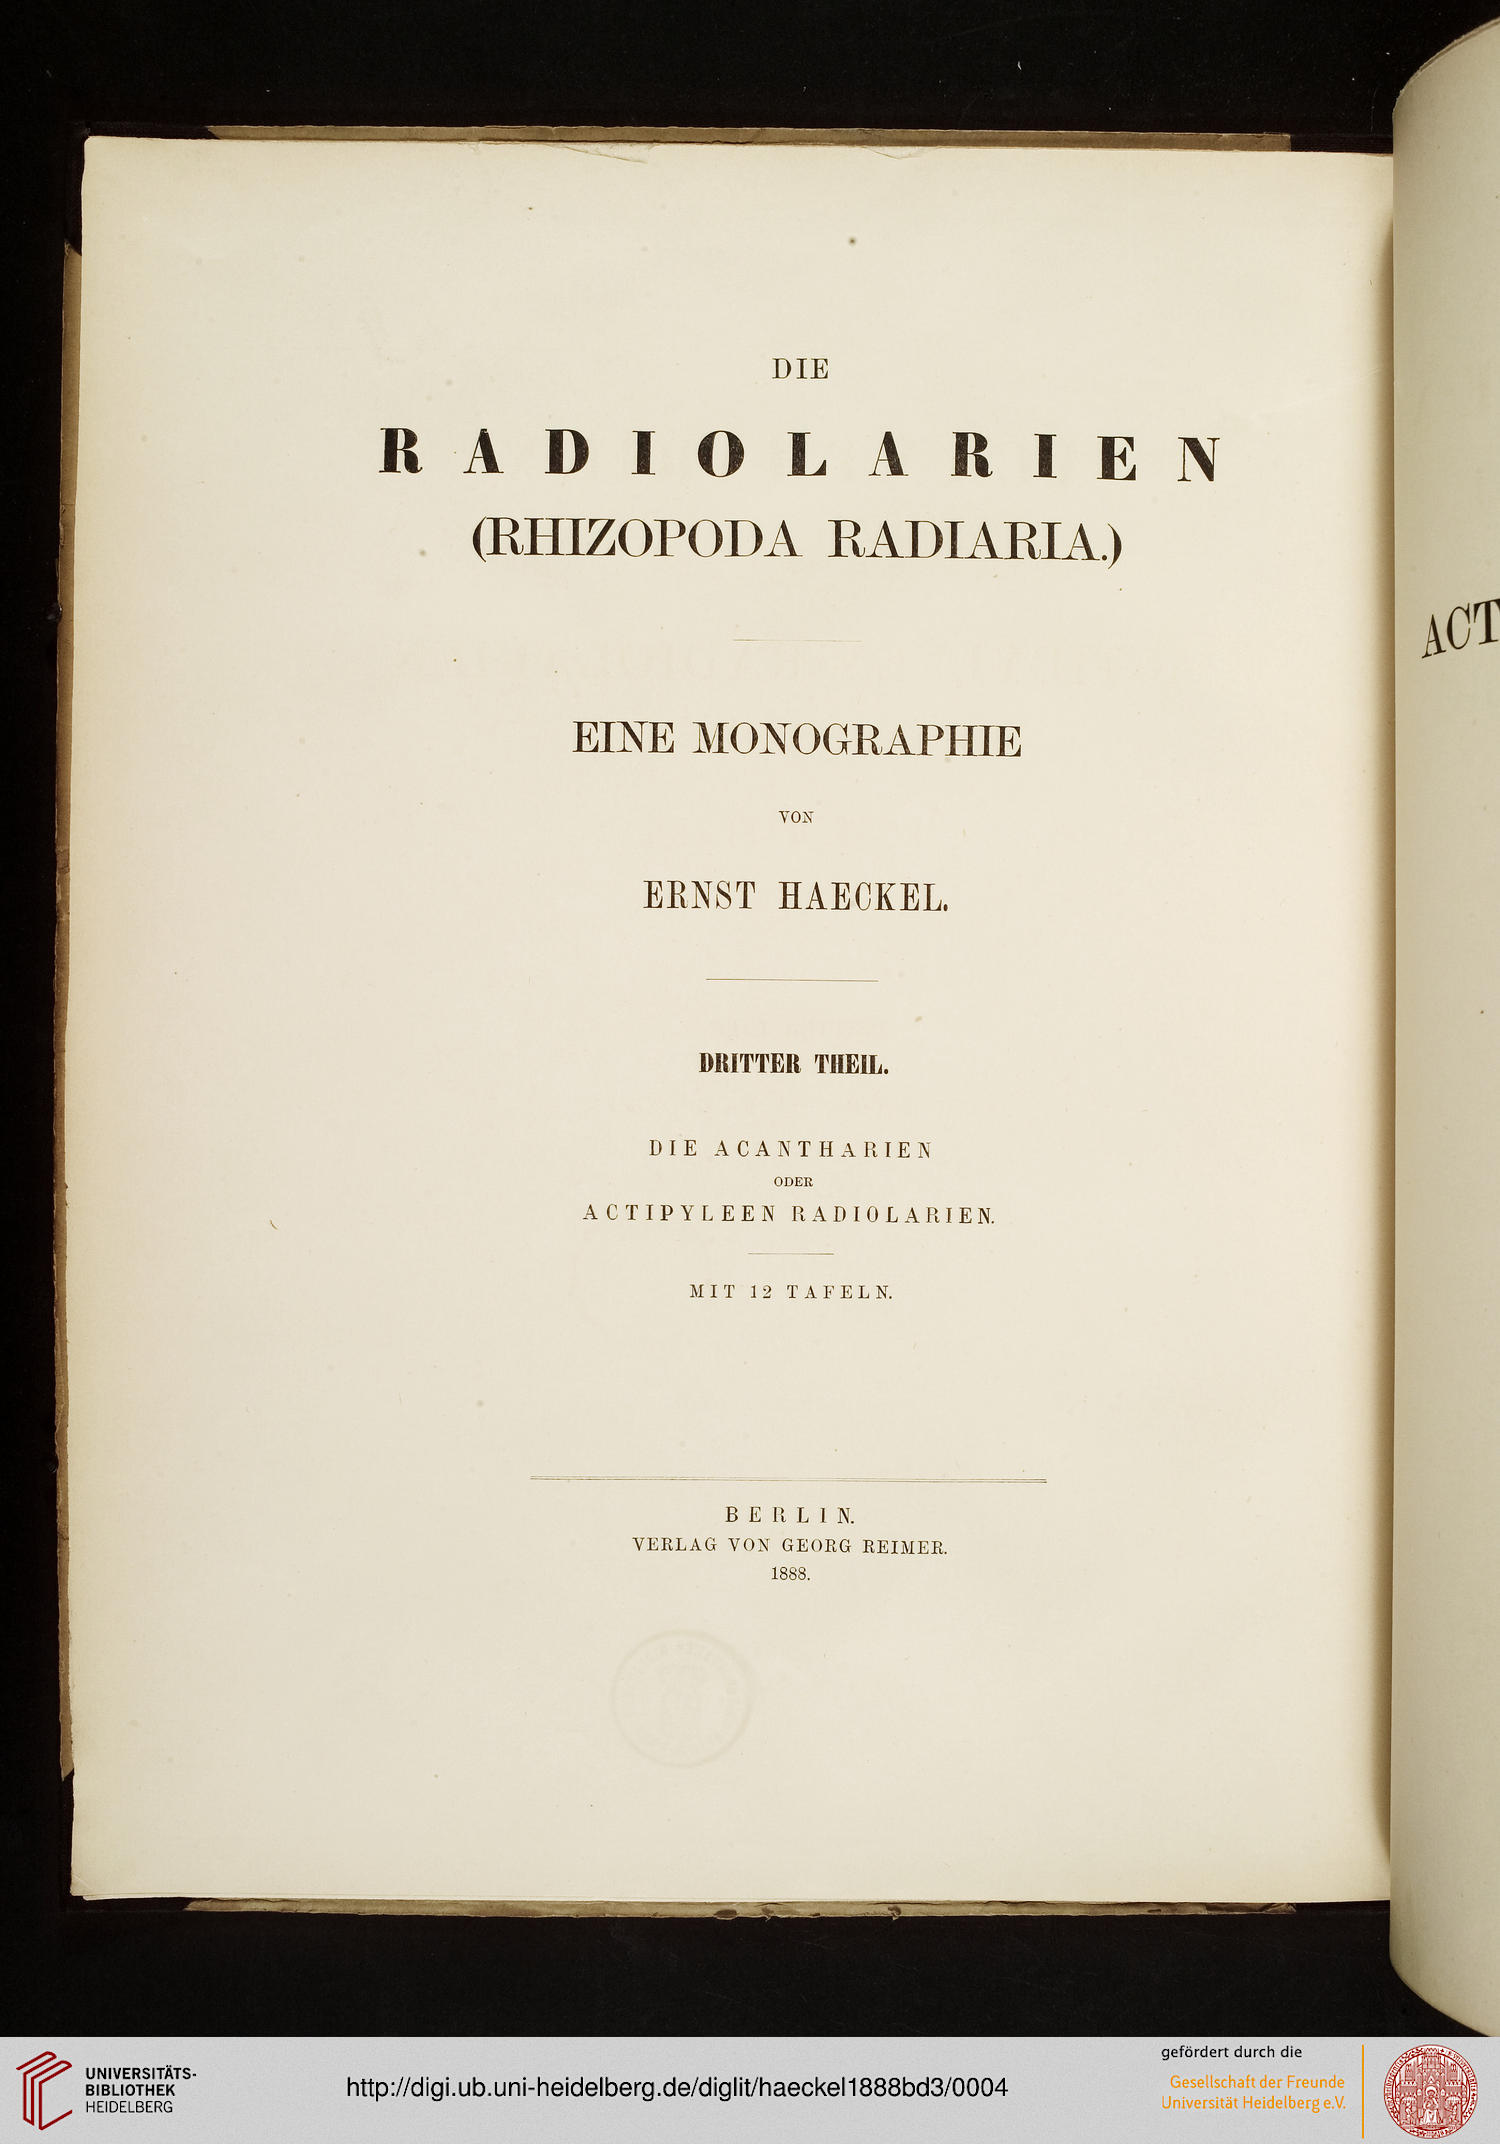 DIE
RADIOLARIEN
(RHIZOPODA RADIARIA.)
EINE MONOGRAPHIE
VON
ERNST HAECKEL.
DRITTER THEIL.
DIE ACANTHARIEN
ODER
ACTIPYLEEN RADIOLARIEN.
MIT 12 TAFELN.
BERLIN.
VERLAG VON GEORG REIMER.
1888.
ACT
UNIVERSITÄTS-
BIBLIOTHEK
HEIDELBERG
http://digi.ub.uni-heidelberg.de/diglit/haeckel1888bd3/0004
gefördert durch die
Gesellschaft der Freunde
Universität Heidelberg e.V.